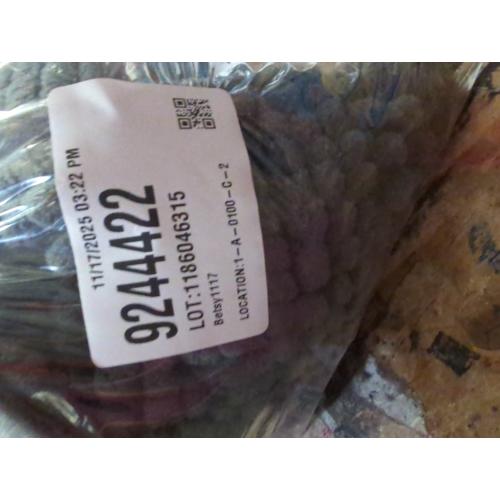 11/17/2025 03:22 PM
9244422
LOT:1186046315
Betsy1117
LOCATION:1-A-0100-C-2